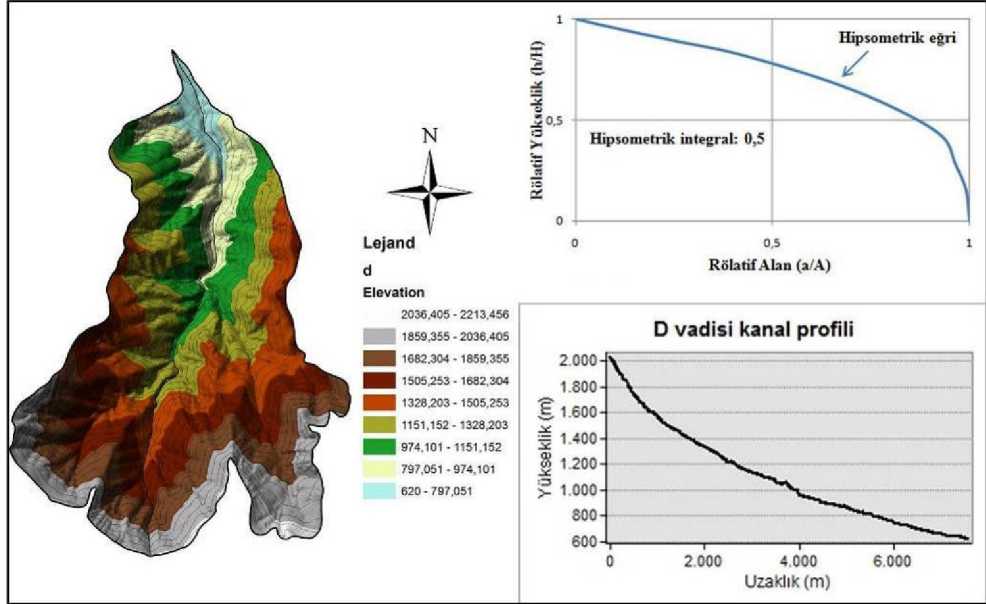 N
Lejand
d
Elevation
2036,405 - 2213,456
1859,355 - 2036,405
1682,304 - 1859,355
1505,253 - 1682,304
1328,203 - 1505,253
1151,152 - 1328,203
974,101 - 1151,152
797,051 - 974,101
620 - 797,051
Rölatif Yükseklik (h/H)
1
0,5
0
Hipsometrik eğri
Hipsometrik integral: 0,5
0
0,5
1
Rölatif Alan (a/A)
D vadisi kanal profili
Yükseklik (m)
2.000
1.800
1.600
1.400
1.200
1.000
800
600
0
2.000
4.000
6.000
Uzaklık (m)